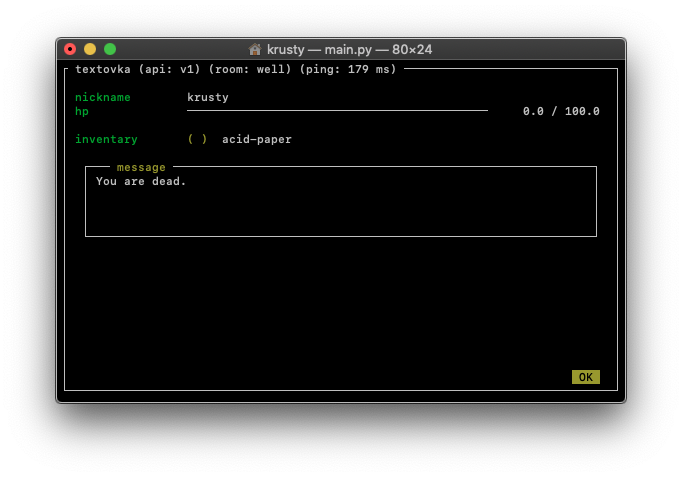 krusty — main.py — 80×24
textovka (api: v1) (room: well) (ping: 179 ms)
nickname krusty
hp 0.0 / 100.0
inventory ( ) acid-paper
message
You are dead.
OK